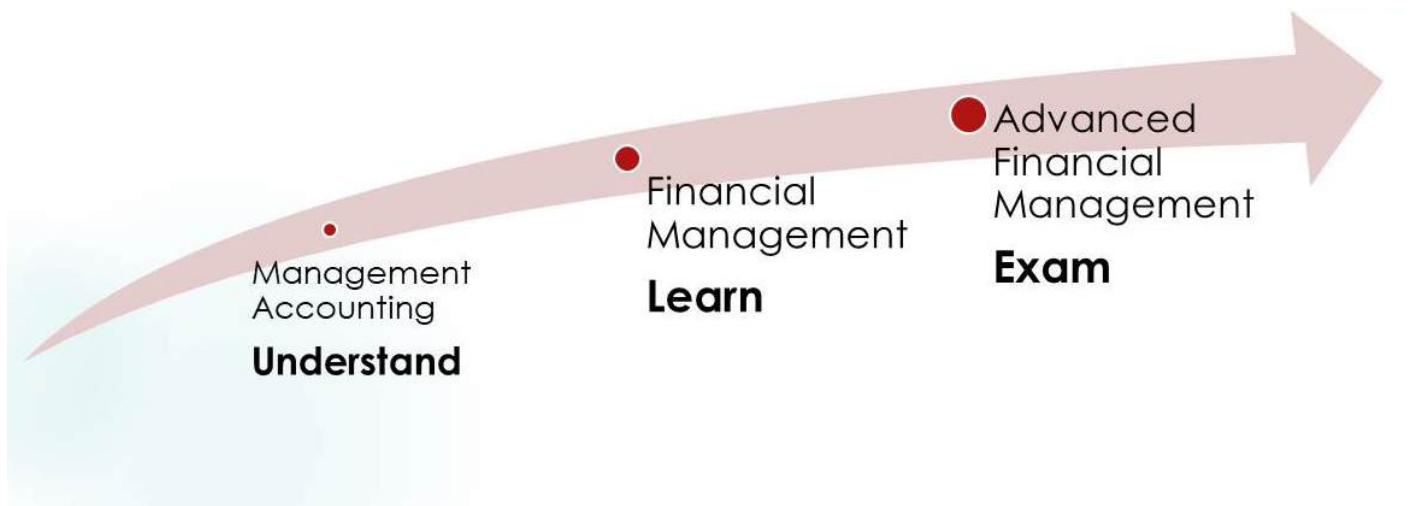 Management
Accounting
Understand
Financial
Management
Learn
Advanced
Financial
Management
Exam